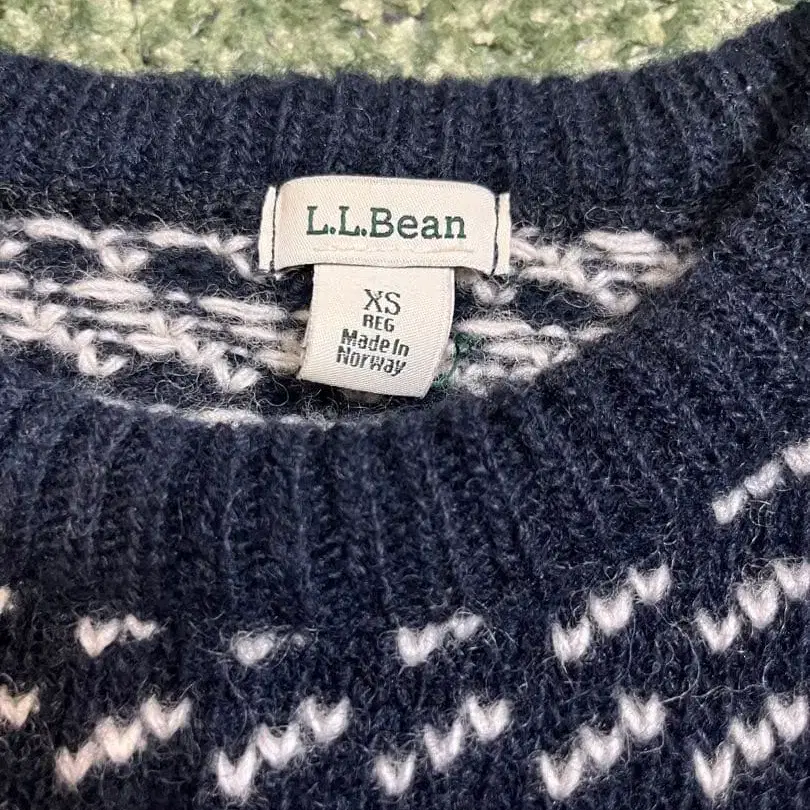 L.L.Bean
XS
REG
Made In
Norway